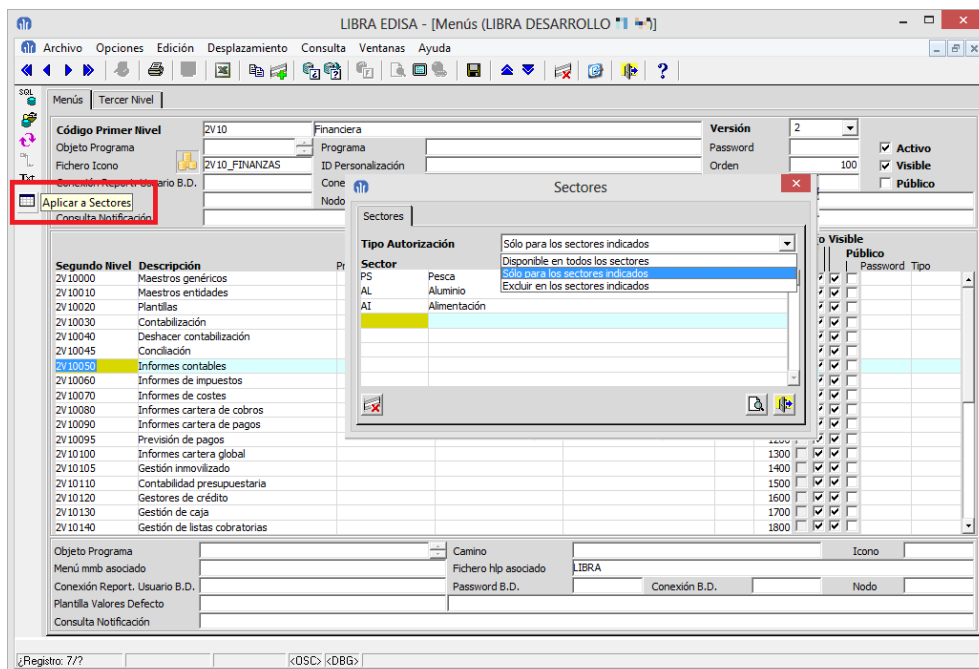 LIBRA EDISA - [Menús (LIBRA DESARROLLO
Archivo Opciones Edición Desplazamiento Consulta Ventanas Ayuda
SQL
Menús Tercer Nivel
Código Primer Nivel 2V10 Financiera Versión 2
Objeto Programa Programa Password Activo
Fichero Icono 2V10_FINANZAS ID Personalización Orden 100 Visible
Txt
Usuario B.D. Público
Aplicar a Sectores Nodo
Consulta Notificación
Sectores
Sectores
Tipo Autorización Sólo para los sectores indicados
Disponible en todos los sectores
Sólo para los sectores indicados
Excluir en los sectores indicados
Sector
PS Pesca
AL Aluminio
AI Alimentación
Visible
Público
Segundo Nivel Descripción Password Tipo
2V10000 Maestros genéricos
2V10010 Maestros entidades
2V10020 Plantillas
2V10030 Contabilización
2V10040 Deshacer contabilización
2V10045 Conciliación
2V10050 Informes contables
2V10060 Informes de impuestos
2V10070 Informes de costes
2V10080 Informes cartera de cobros
2V10090 Informes cartera de pagos
2V10095 Previsión de pagos
2V10100 Informes cartera global 1300
2V10105 Gestión inmovilizado 1400
2V10110 Contabilidad presupuestaria 1500
2V10120 Gestores de crédito 1600
2V10130 Gestión de caja 1700
2V10140 Gestión de listas cobratorias 1800
Objeto Programa Camino Icono
Menú mmb asociado Fichero hlp asociado LIBRA
Conexión Report. Usuario B.D. Password B.D. Conexión B.D. Nodo
Plantilla Valores Defecto
Consulta Notificación
¿Registro: 7/? <OSC> <DBG>